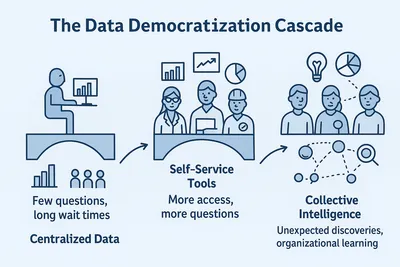 The Data Democratization Cascade
Few questions,
long wait times
Centralized Data
Self-Service
Tools
More access,
more questions
Collective
Intelligence
Unexpected discoveries,
organizational learning